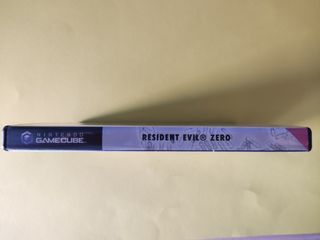 NINTENDO
GAMECUBE
RESIDENT EVIL® ZERO